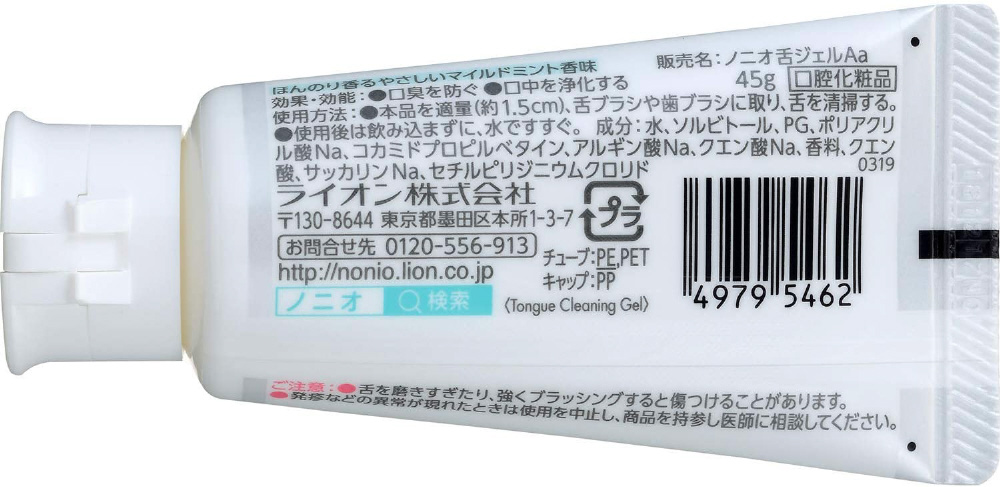 ほんのり香るやさしいマイルドミント香味
販売名:ノニオ舌ジェルAa
45g 口腔化粧品
効果・効能:●口臭を防ぐ ●口中を浄化する
使用方法:●本品を適量(約1.5cm)、舌ブラシや歯ブラシに取り、舌を清掃する。
●使用後は飲み込まずに、水ですすぐ。 成分:水、ソルビトール、PG、ポリアクリ
ル酸Na、コカミドプロピルベタイン、アルギン酸Na、クエン酸Na、香料、クエン
酸、サッカリンNa、セチルピリジニウムクロリド
0319
ライオン株式会社
〒130-8644 東京都墨田区本所1-3-7
お問合せ先 0120-556-913
http://nonio.lion.co.jp
ノニオ 検索
プラ
チューブ:PE,PET
キャップ:PP
〈Tongue Cleaning Gel〉
4979 5462
ご注意:●舌を磨きすぎたり、強くブラッシングすると傷つけることがあります。
●発疹などの異常が現れたときは使用を中止し、商品を持参し医師に相談してください。